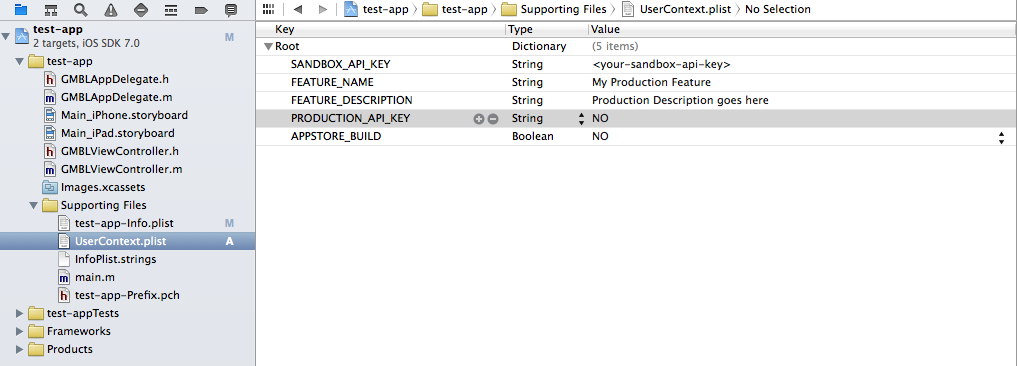 test-app > test-app > Supporting Files > UserContext.plist > No Selection
test-app M
2 targets, iOS SDK 7.0
test-app
h GMBLAppDelegate.h
m GMBLAppDelegate.m
Main_iPhone.storyboard
Main_iPad.storyboard
h GMBLViewController.h
m GMBLViewController.m
Images.xcassets
Supporting Files
test-app-Info.plist M
UserContext.plist A
InfoPlist.strings
m main.m
h test-app-Prefix.pch
test-appTests
Frameworks
Products
Key Type Value
Root Dictionary (5 items)
SANDBOX_API_KEY String <your-sandbox-api-key>
FEATURE_NAME String My Production Feature
FEATURE_DESCRIPTION String Production Description goes here
PRODUCTION_API_KEY String NO
APPSTORE_BUILD Boolean NO